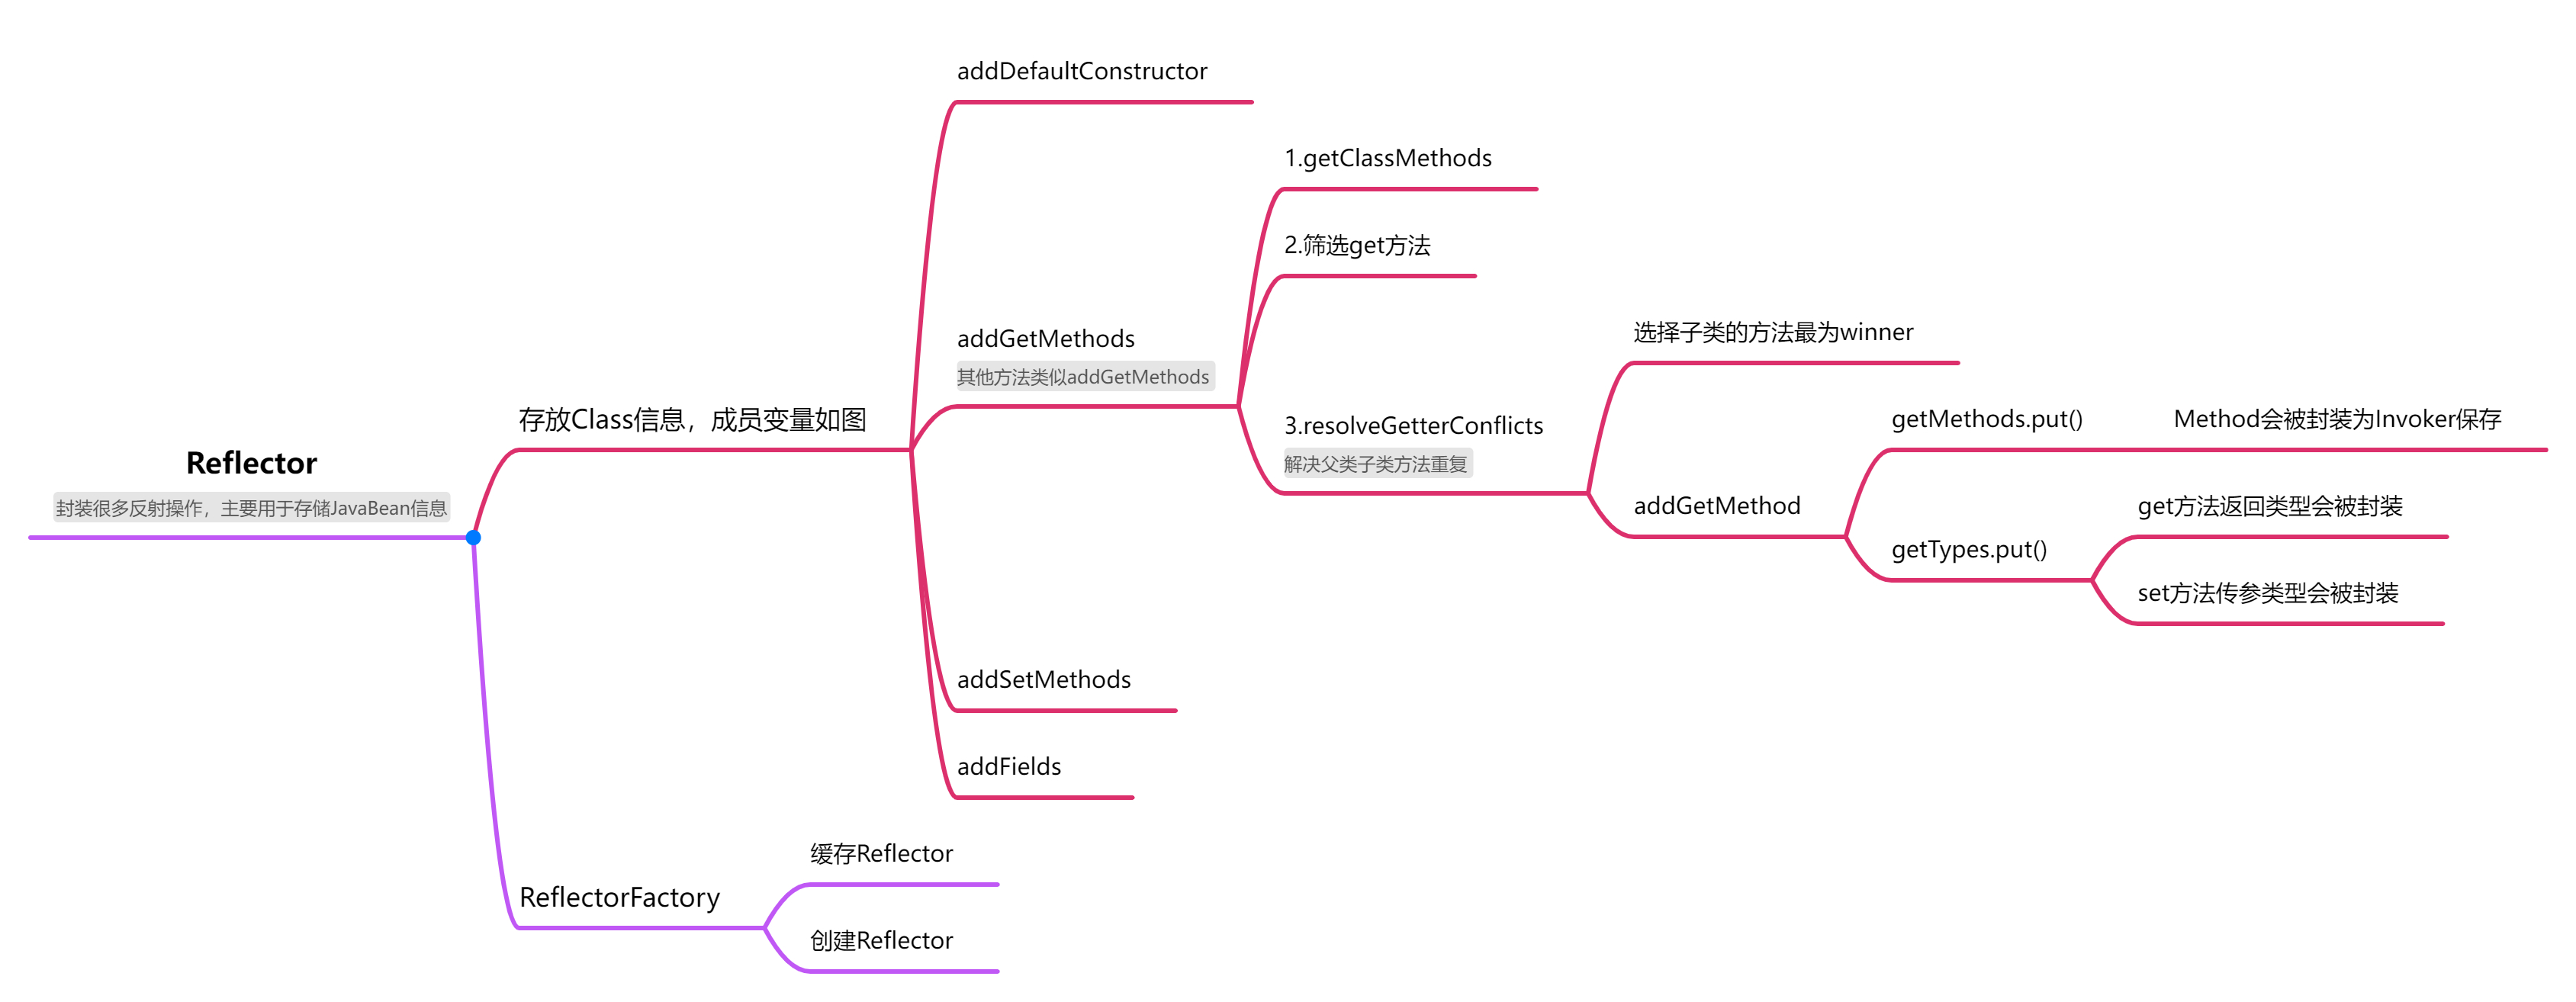 Reflector
封装很多反射操作，主要用于存储JavaBean信息
存放Class信息，成员变量如图
addDefaultConstructor
addGetMethods
其他方法类似addGetMethods
1.getClassMethods
2.筛选get方法
3.resolveGetterConflicts
解决父类子类方法重复
选择子类的方法最为winner
addGetMethod
getMethods.put()
Method会被封装为Invoker保存
getTypes.put()
get方法返回类型会被封装
set方法传参类型会被封装
addSetMethods
addFields
ReflectorFactory
缓存Reflector
创建Reflector